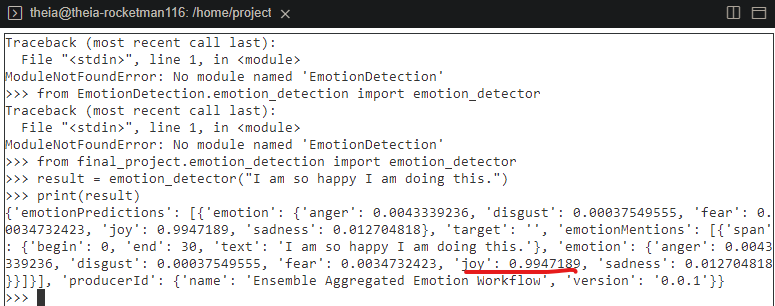 theia@theia-rocketman116: /home/project ×
Traceback (most recent call last):
  File "<stdin>", line 1, in <module>
ModuleNotFoundError: No module named 'EmotionDetection'
>>> from EmotionDetection.emotion_detection import emotion_detector
Traceback (most recent call last):
  File "<stdin>", line 1, in <module>
ModuleNotFoundError: No module named 'EmotionDetection'
>>> from final_project.emotion_detection import emotion_detector
>>> result = emotion_detector("I am so happy I am doing this.")
>>> print(result)
{'emotionPredictions': [{'emotion': {'anger': 0.0043339236, 'disgust': 0.00037549555, 'fear': 0.
0034732423, 'joy': 0.9947189, 'sadness': 0.012704818}, 'target': '', 'emotionMentions': [{'span'
: {'begin': 0, 'end': 30, 'text': 'I am so happy I am doing this.'}, 'emotion': {'anger': 0.0043
339236, 'disgust': 0.00037549555, 'fear': 0.0034732423, 'joy': 0.9947189, 'sadness': 0.012704818
}}]}], 'producerId': {'name': 'Ensemble Aggregated Emotion Workflow', 'version': '0.0.1'}}
>>>